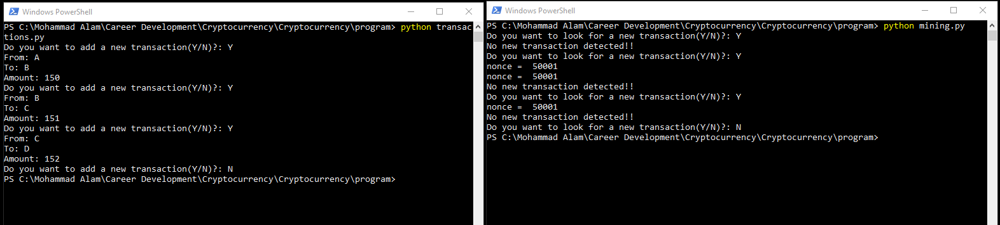 Windows PowerShell
PS C:\Mohammad Alam\Career Development\Cryptocurrency\Cryptocurrency\program> python transac
tions.py
Do you want to add a new transaction(Y/N)?: Y
From: A
To: B
Amount: 150
Do you want to add a new transaction(Y/N)?: Y
From: B
To: C
Amount: 151
Do you want to add a new transaction(Y/N)?: Y
From: C
To: D
Amount: 152
Do you want to add a new transaction(Y/N)?: N
PS C:\Mohammad Alam\Career Development\Cryptocurrency\Cryptocurrency\program>
Windows PowerShell
PS C:\Mohammad Alam\Career Development\Cryptocurrency\Cryptocurrency\program> python mining.py
Do you want to look for a new transaction(Y/N)?: Y
No new transaction detected!!
Do you want to look for a new transaction(Y/N)?: Y
nonce =  50001
nonce =  50001
No new transaction detected!!
Do you want to look for a new transaction(Y/N)?: Y
nonce =  50001
No new transaction detected!!
Do you want to look for a new transaction(Y/N)?: N
PS C:\Mohammad Alam\Career Development\Cryptocurrency\Cryptocurrency\program>